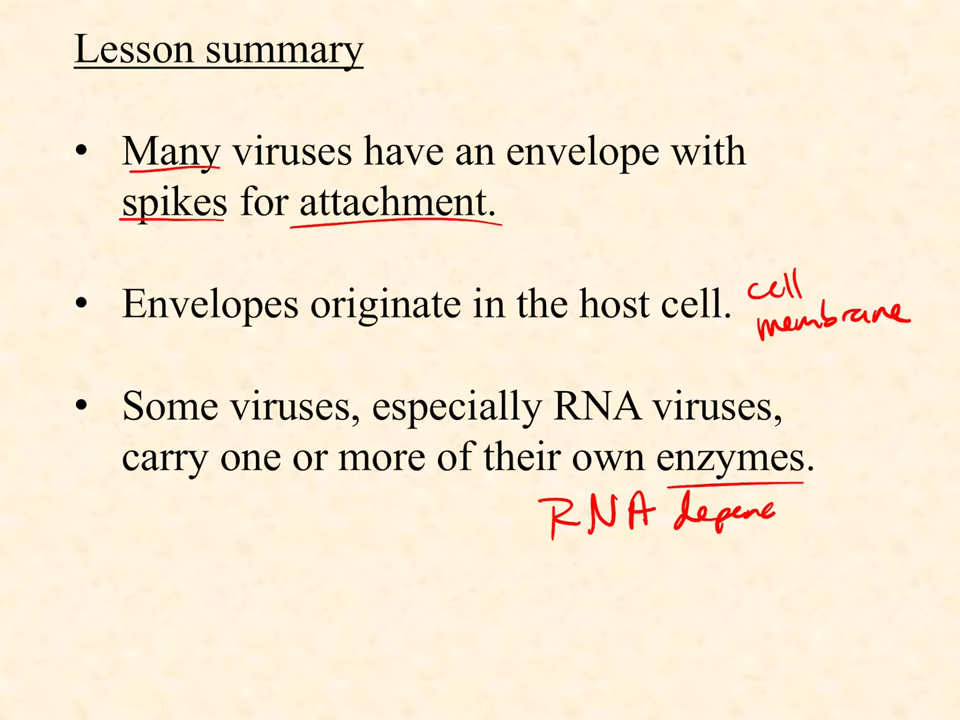 Lesson summary
• Many viruses have an envelope with
spikes for attachment.
• Envelopes originate in the host cell.
cell
membrane
• Some viruses, especially RNA viruses,
carry one or more of their own enzymes.
RNA depend